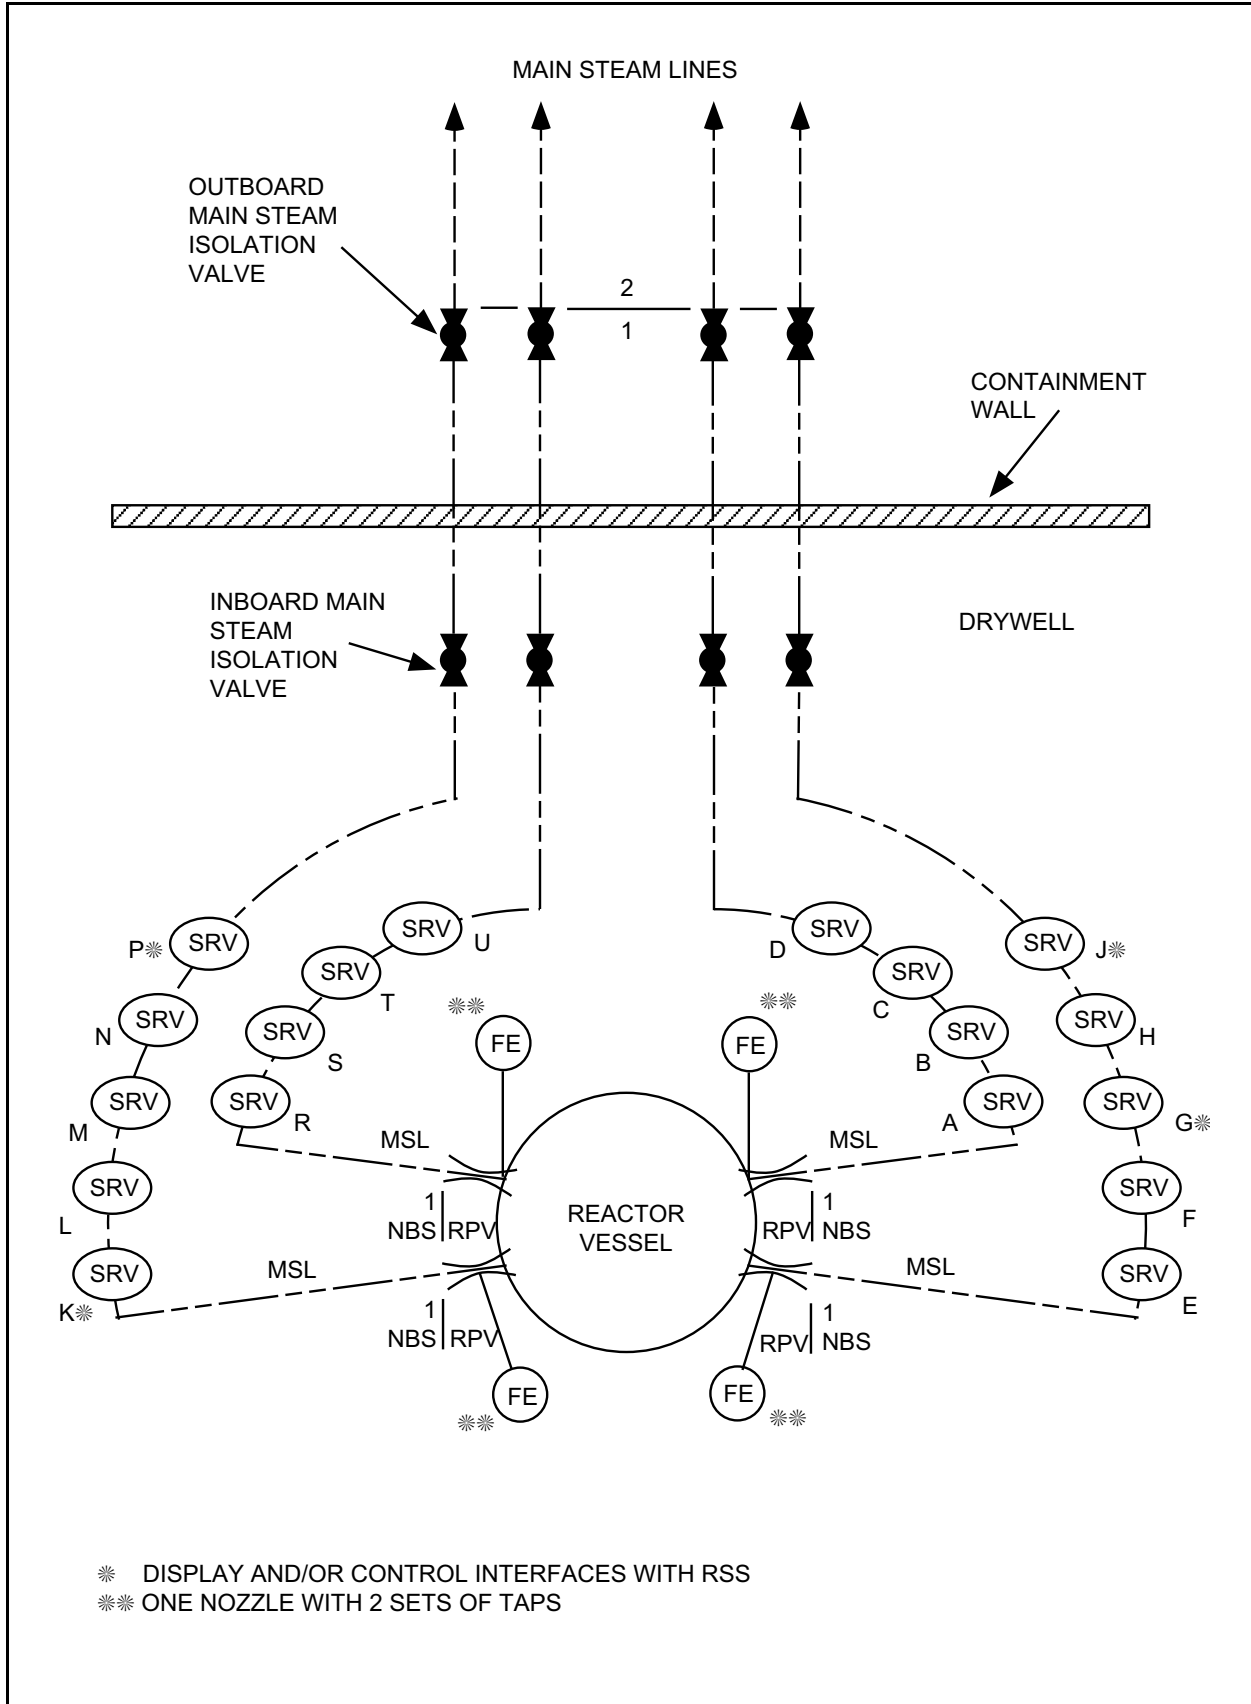 MAIN STEAM LINES
OUTBOARD
MAIN STEAM
ISOLATION
VALVE
2
1
CONTAINMENT
WALL
INBOARD MAIN
STEAM
ISOLATION
VALVE
DRYWELL
SRV
P✺
SRV
U
SRV
D
SRV
J✺
SRV
T
SRV
C
SRV
N
SRV
S
SRV
B
SRV
H
✺✺
FE
✺✺
FE
SRV
M
SRV
R
SRV
A
SRV
G✺
MSL
MSL
SRV
L
SRV
F
1
NBS
RPV
REACTOR
VESSEL
RPV
1
NBS
SRV
K✺
MSL
MSL
SRV
E
1
NBS
RPV
RPV
1
NBS
FE
✺✺
FE
✺✺
✺ DISPLAY AND/OR CONTROL INTERFACES WITH RSS
✺✺ ONE NOZZLE WITH 2 SETS OF TAPS